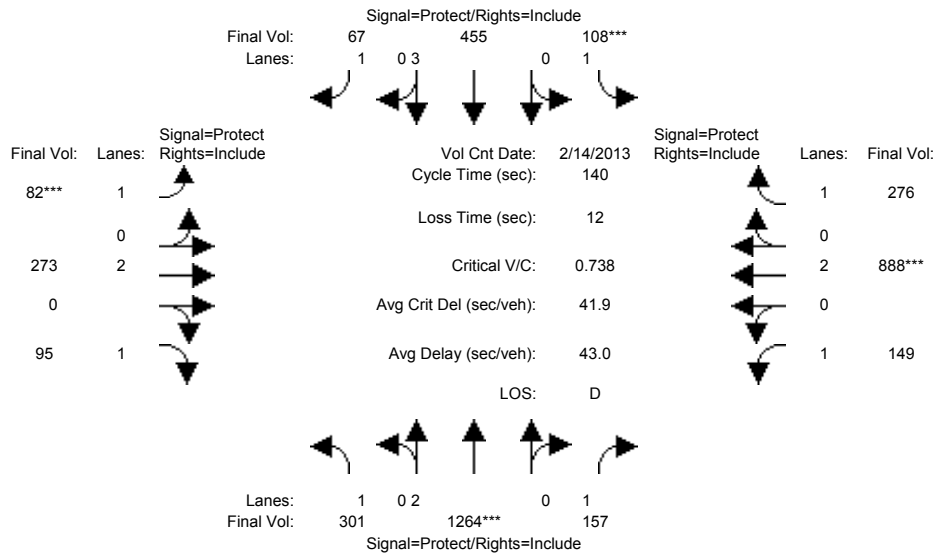 Signal=Protect/Rights=Include
Final Vol: 67 455 108***
Lanes: 1 0 3 0 1
Signal=Protect Signal=Protect
Final Vol: Lanes: Rights=Include Vol Cnt Date: 2/14/2013 Rights=Include Lanes: Final Vol:
Cycle Time (sec): 140
82*** 1 1 276
Loss Time (sec): 12
0 0
273 2 Critical V/C: 0.738 2 888***
0 Avg Crit Del (sec/veh): 41.9 0
95 1 Avg Delay (sec/veh): 43.0 1 149
LOS: D
Lanes: 1 0 2 0 1
Final Vol: 301 1264*** 157
Signal=Protect/Rights=Include